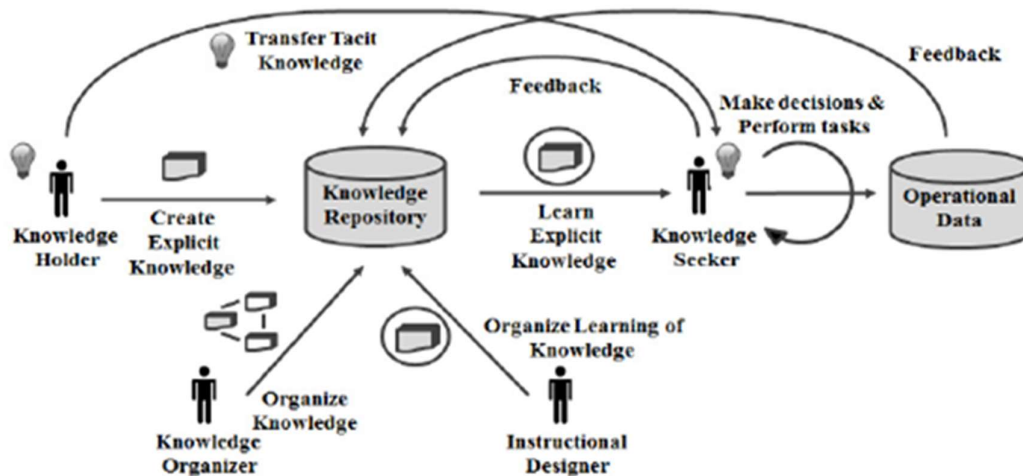 Transfer Tacit
Knowledge
Feedback
Feedback
Make decisions &
Perform tasks
Knowledge
Holder
Create
Explicit
Knowledge
Knowledge
Repository
Learn
Explicit
Knowledge
Knowledge
Seeker
Operational
Data
Organize Learning of
Knowledge
Organize
Knowledge
Knowledge
Organizer
Instructional
Designer